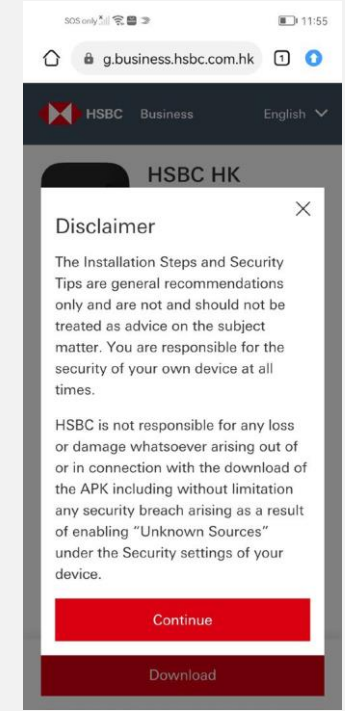 SOS only
11:55
g.business.hsbc.com.hk
1
HSBC Business English
HSBC HK
Disclaimer
The Installation Steps and Security
Tips are general recommendations
only and are not and should not be
treated as advice on the subject
matter. You are responsible for the
security of your own device at all
times.
HSBC is not responsible for any loss
or damage whatsoever arising out of
or in connection with the download of
the APK including without limitation
any security breach arising as a result
of enabling “Unknown Sources”
under the Security settings of your
device.
Continue
Download